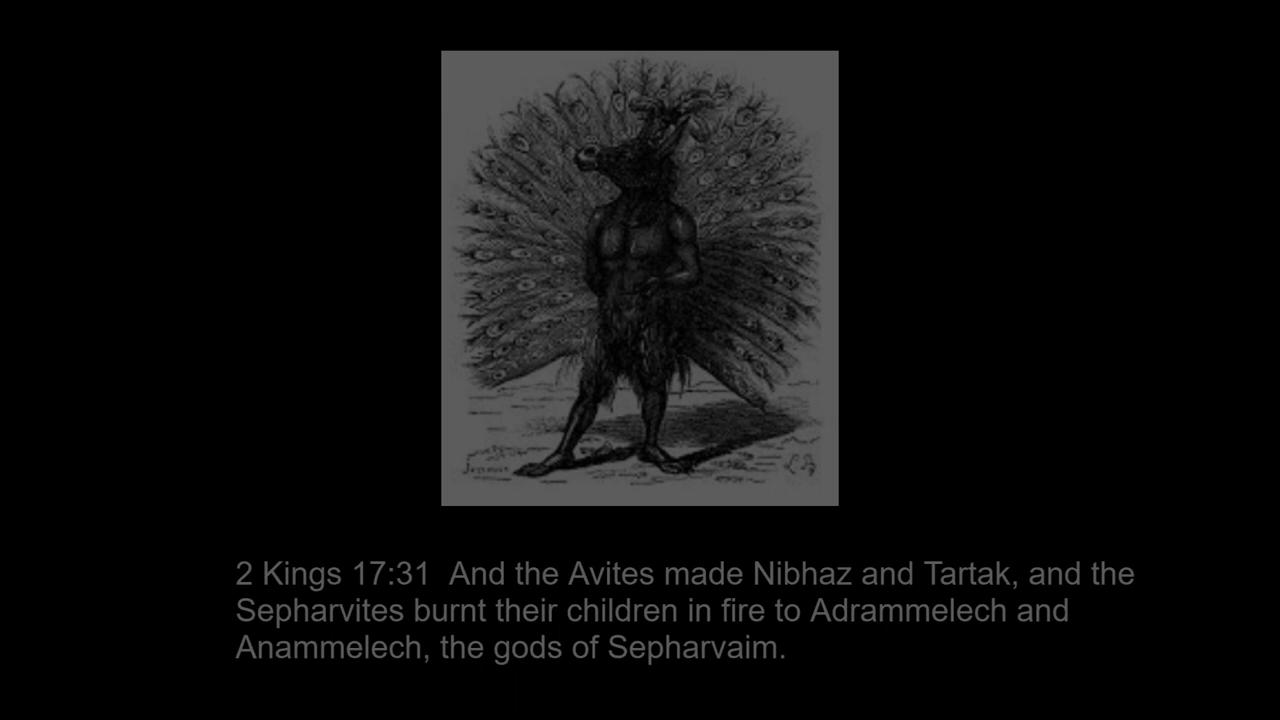 2 Kings 17:31  And the Avites made Nibhaz and Tartak, and the
Sepharvites burnt their children in fire to Adrammelech and
Anammelech, the gods of Sepharvaim.